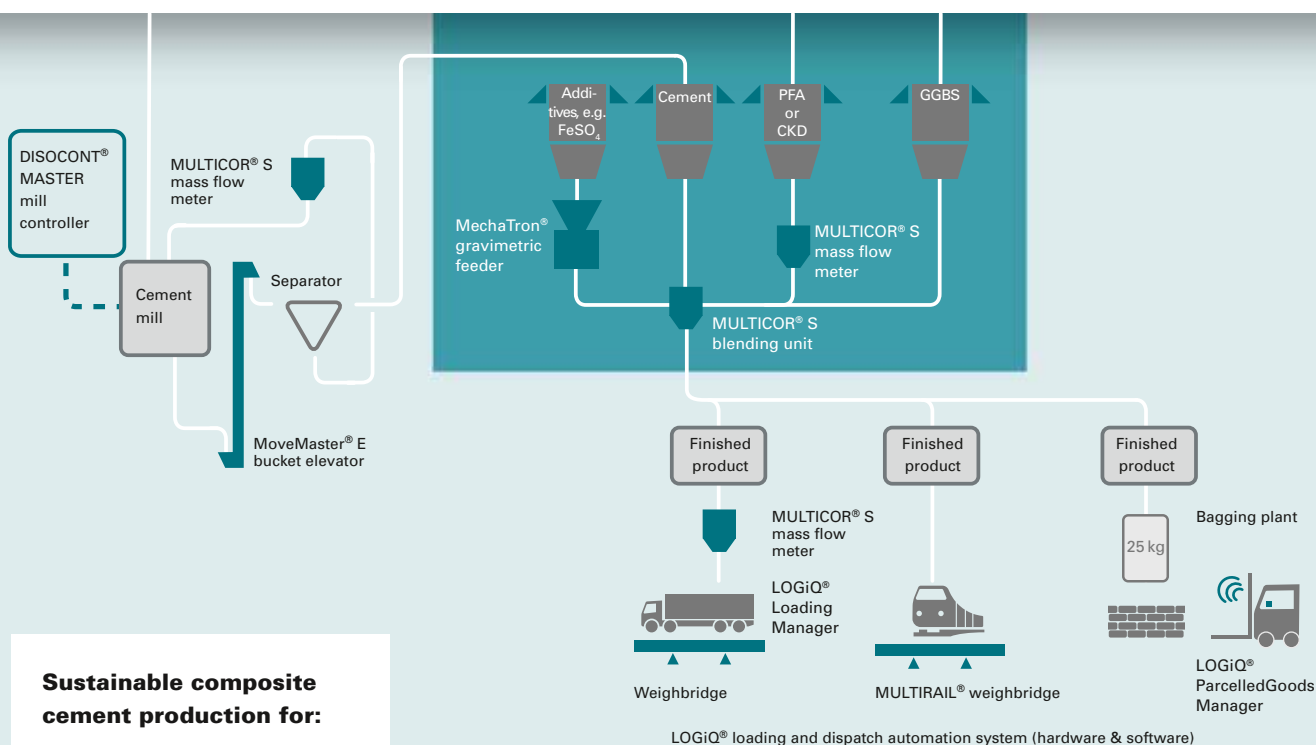 Addi-
tives, e.g.
FeSO₄
Cement
PFA
or
CKD
GGBS
DISOCONT®
MASTER
mill
controller
MULTICOR® S
mass flow
meter
MechaTron®
gravimetric
feeder
MULTICOR® S
mass flow
meter
Cement
mill
Separator
MULTICOR® S
blending unit
MoveMaster® E
bucket elevator
Finished
product
Finished
product
Finished
product
MULTICOR® S
mass flow
meter
Bagging plant
25 kg
LOGiQ®
Loading
Manager
Weighbridge
MULTIRAIL® weighbridge
LOGiQ®
ParcelledGoods
Manager
LOGiQ® loading and dispatch automation system (hardware & software)
Sustainable composite
cement production for: